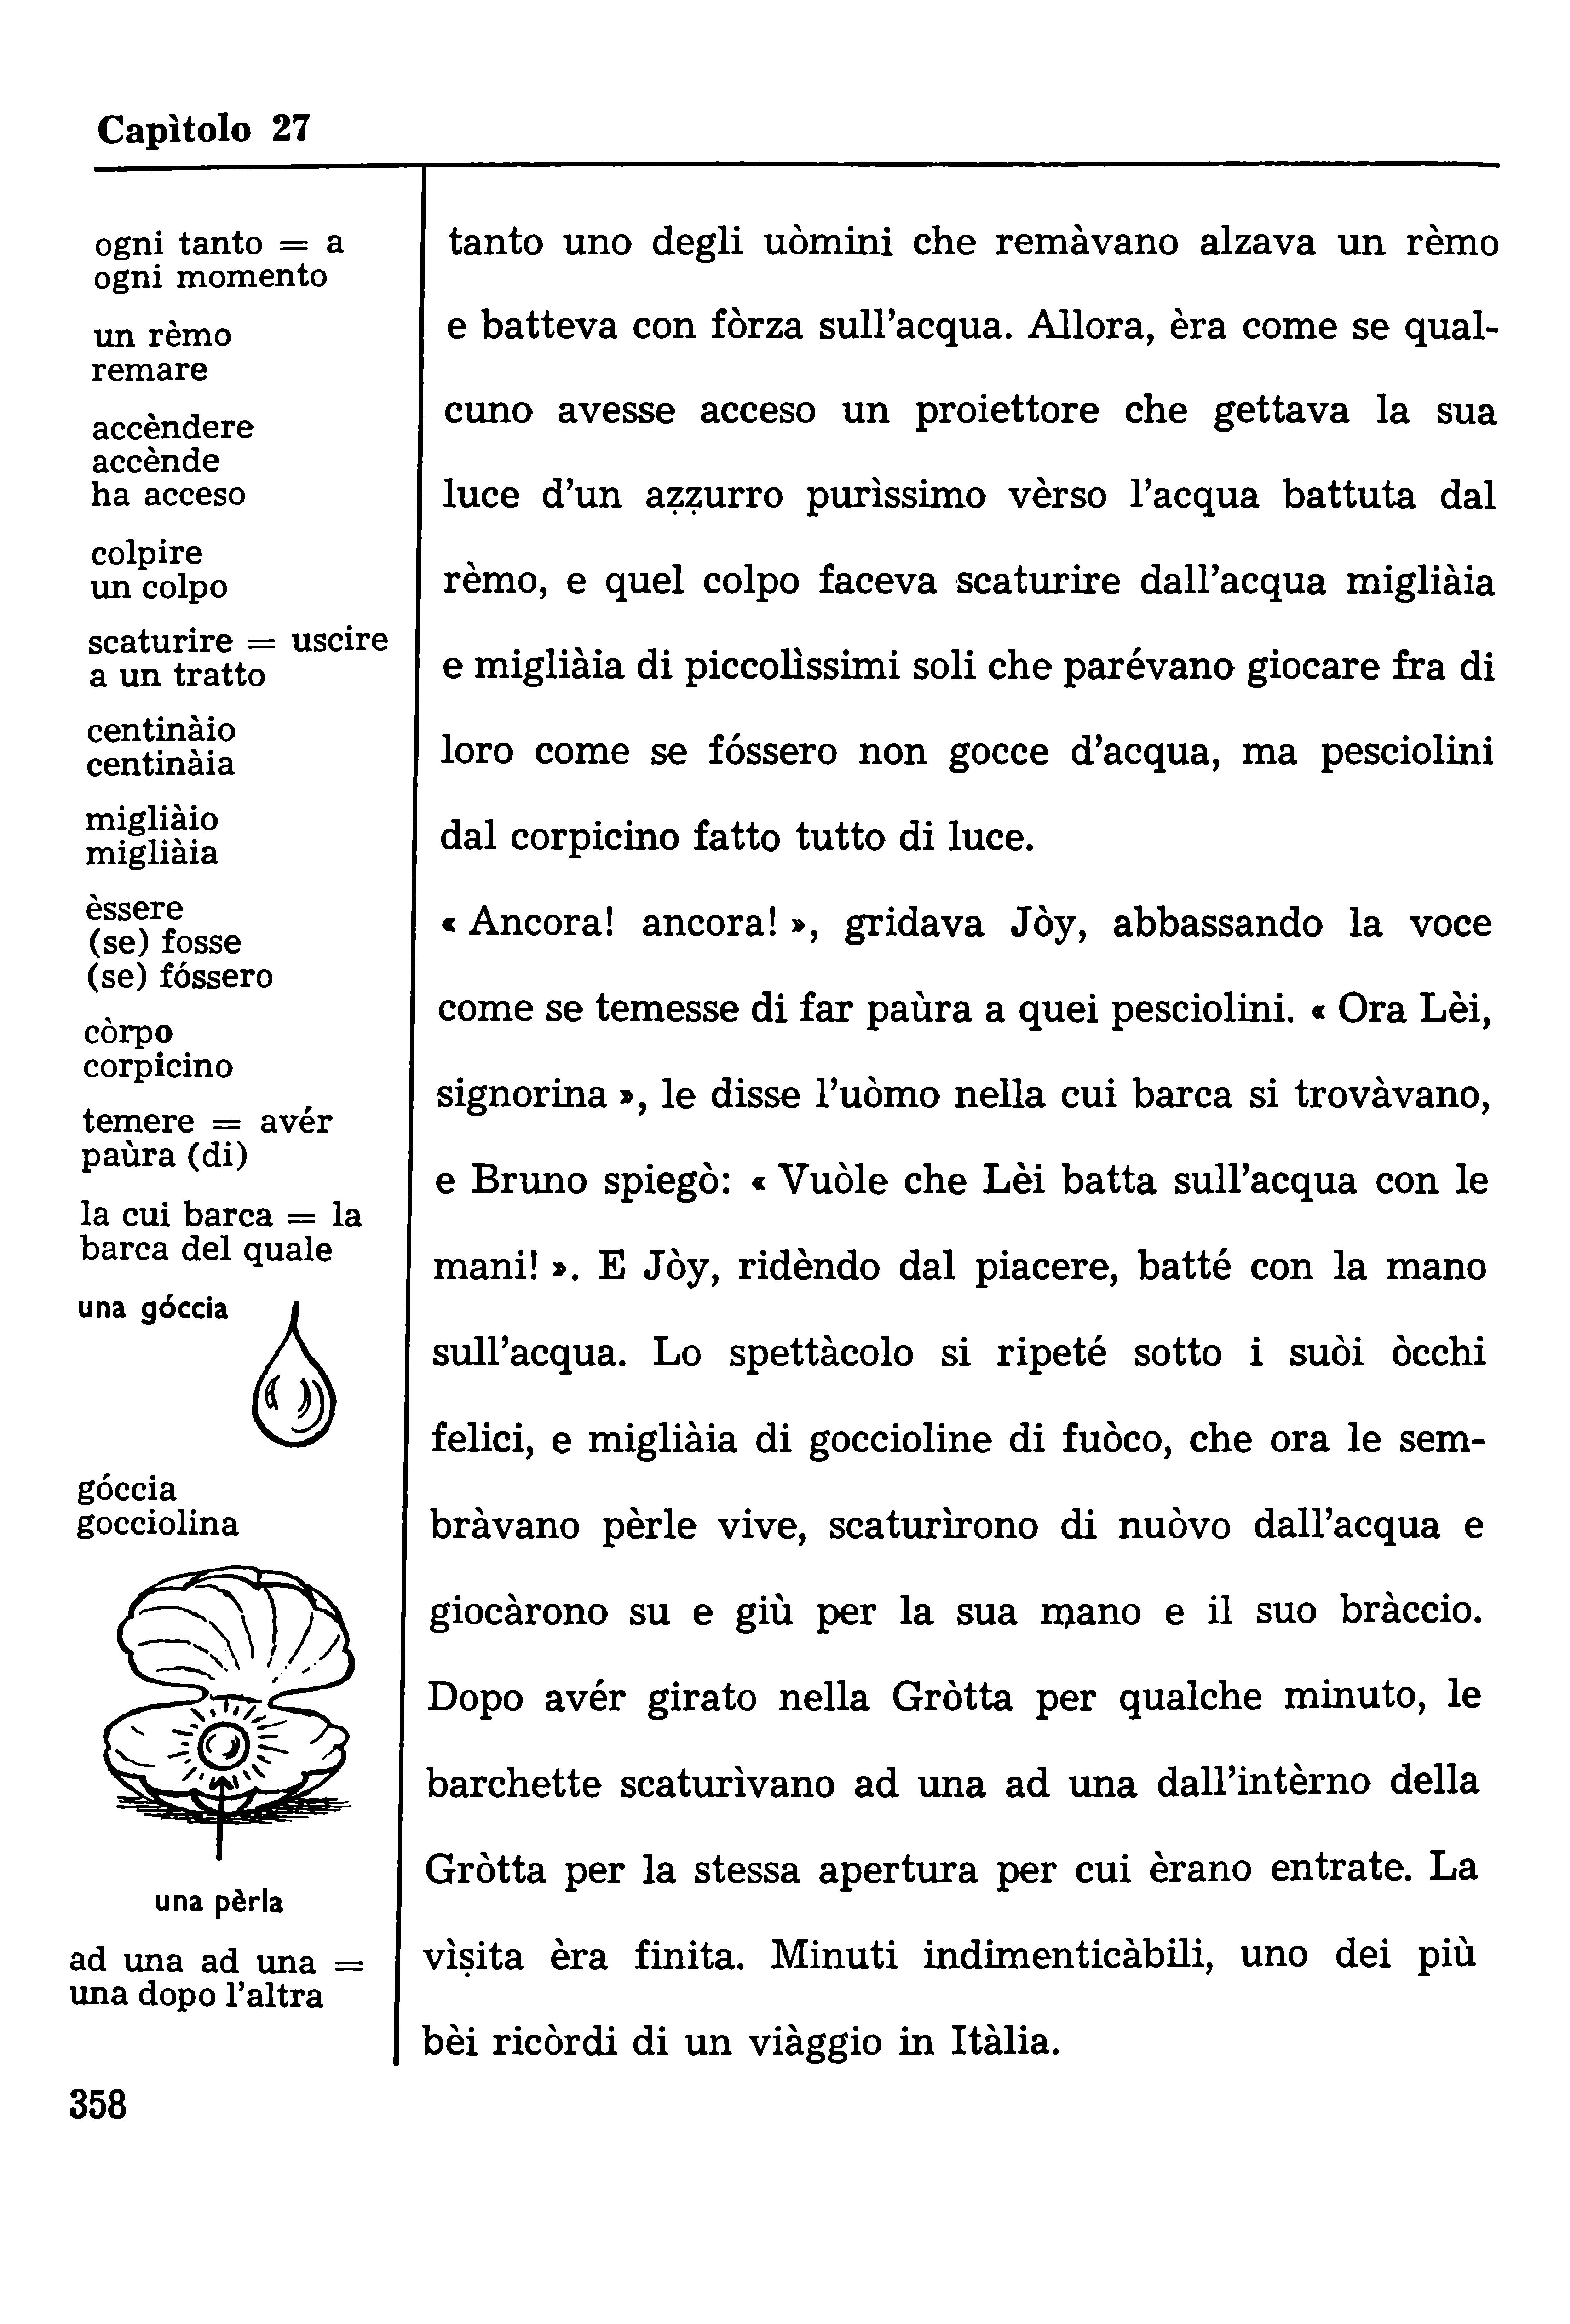 Capìtolo 27
ogni tanto = a
ogni momento
un rèmo
remare
accèndere
accènde
ha acceso
colpire
un colpo
scaturire = uscire
a un tratto
centinàio
centinàia
migliàio
migliàia
èssere
(se) fosse
(se) fóssero
còrpo
corpicino
temere = avér
paùra (di)
la cui barca = la
barca del quale
una góccia
góccia
gocciolina
una pèrla
ad una ad una =
una dopo l’altra
tanto uno degli uòmini che remàvano alzava un rèmo
e batteva con fòrza sull’acqua. Allora, èra come se qual-
cuno avesse acceso un proiettore che gettava la sua
luce d’un aẓẓurro purìssimo vèrso l’acqua battuta dal
rèmo, e quel colpo faceva scaturire dall’acqua migliàia
e migliàia di piccolìssimi soli che parévano giocare fra di
loro come se fóssero non gocce d’acqua, ma pesciolini
dal corpicino fatto tutto di luce.
« Ancora! ancora! », gridava Jòy, abbassando la voce
come se temesse di far paùra a quei pesciolini. « Ora Lèi,
signorina », le disse l’uòmo nella cui barca si trovàvano,
e Bruno spiegò: « Vuòle che Lèi batta sull’acqua con le
mani! ». E Jòy, ridèndo dal piacere, batté con la mano
sull’acqua. Lo spettàcolo si ripeté sotto i suòi òcchi
felici, e migliàia di goccioline di fuòco, che ora le sem-
bràvano pèrle vive, scaturìrono di nuòvo dall’acqua e
giocàrono su e giù per la sua mano e il suo bràccio.
Dopo avér girato nella Gròtta per qualche minuto, le
barchette scaturìvano ad una ad una dall’intèrno della
Gròtta per la stessa apertura per cui èrano entrate. La
vìṣita èra finita. Minuti indimenticàbili, uno dei più
bèi ricòrdi di un viàggio in Itàlia.
358